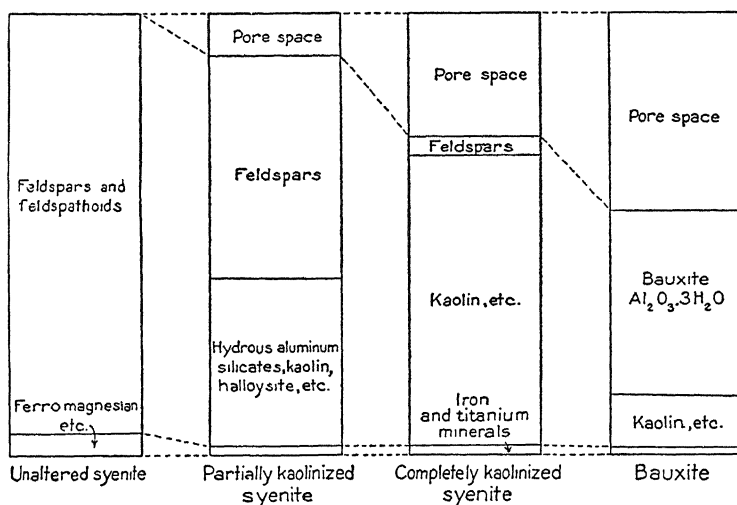 Feldspars and
feldspathoids
Ferro magnesian
etc.
Unaltered syenite
Pore space
Feldspars
Hydrous aluminum
silicates, kaolin,
halloysite, etc.
Partially kaolinized
syenite
Pore space
Feldspars
Kaolin, etc.
Iron
and titanium
minerals
Completely kaolinized
syenite
Pore space
Bauxite
Al₂O₃.3H₂O
Kaolin, etc.
Bauxite